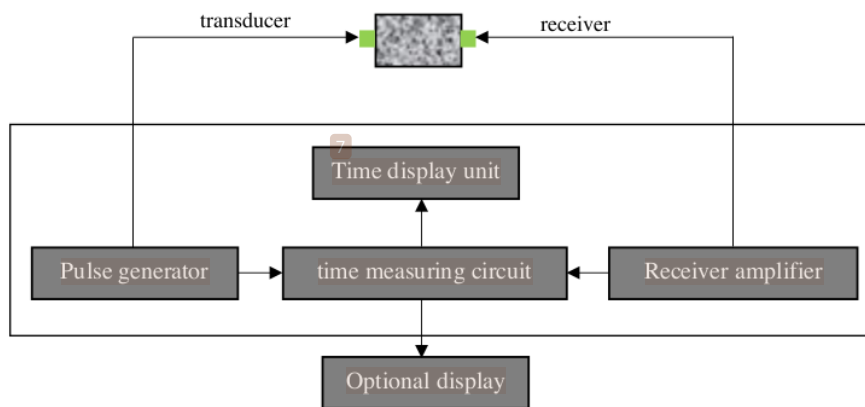 transducer
receiver
7
Time display unit
Pulse generator
time measuring circuit
Receiver amplifier
Optional display